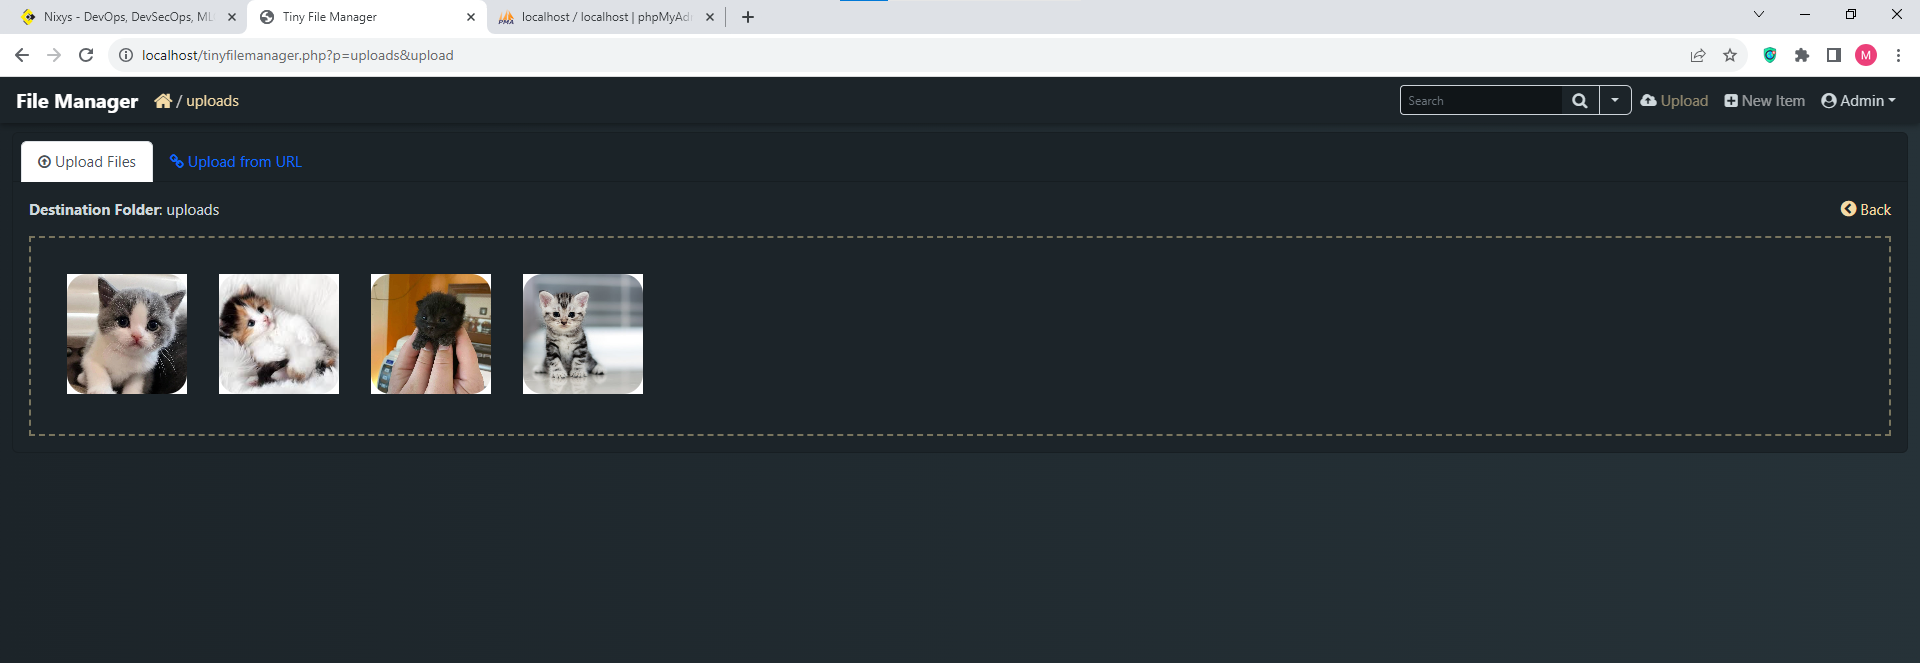 Nixys - DevOps, DevSecOps, ML
Tiny File Manager
localhost / localhost | phpMyAd
localhost/tinyfilemanager.php?p=uploads&upload
M
File Manager / uploads
Search
Upload
New Item
Admin
Upload Files
Upload from URL
Destination Folder: uploads
Back